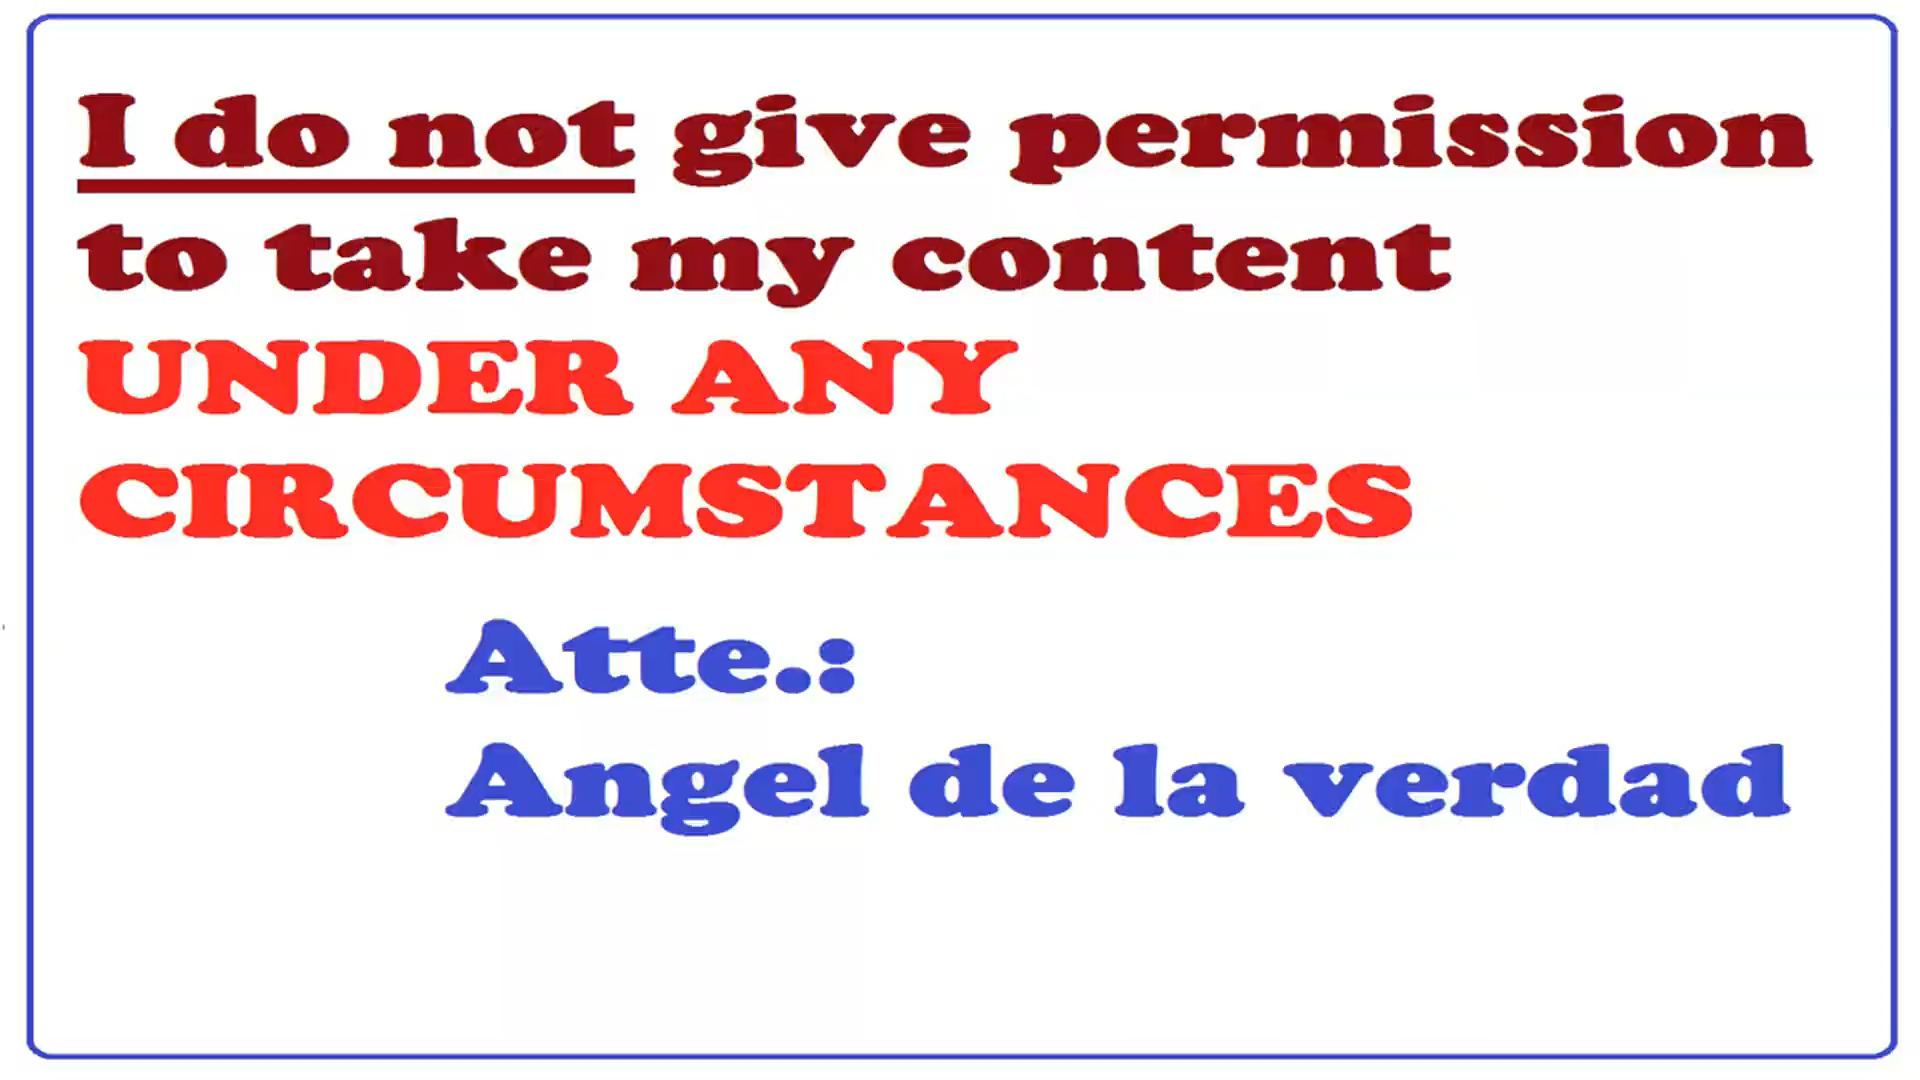 I do not give permission
to take my content
UNDER ANY
CIRCUMSTANCES
Atte.:
Angel de la verdad